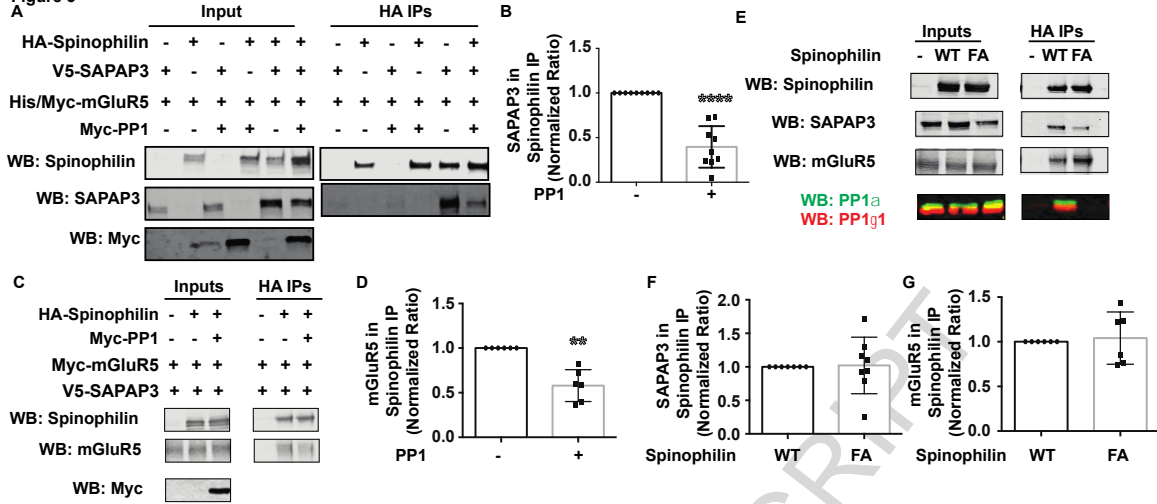 Figure 3
A
Input
HA IPs
HA-Spinophilin - + - + + + - + - + + +
V5-SAPAP3 + - + - + + + - + - + +
His/Myc-mGluR5 + + + + + + + + + + + +
Myc-PP1 - - + + - + - - + + - +
WB: Spinophilin
WB: SAPAP3
WB: Myc
B
SAPAP3 in
Spinophilin IP
(Normalized Ratio)
1.5
1.0
0.5
0.0
****
PP1 - +
C
Inputs
HA IPs
HA-Spinophilin - + + - + +
Myc-PP1 - - + - - +
Myc-mGluR5 + + + + + +
V5-SAPAP3 + + + + + +
WB: Spinophilin
WB: mGluR5
WB: Myc
D
mGluR5 in
Spinophilin IP
(Normalized Ratio)
1.5
1.0
0.5
0.0
**
PP1 - +
E
Inputs
HA IPs
Spinophilin - WT FA - WT FA
WB: Spinophilin
WB: SAPAP3
WB: mGluR5
WB: PP1a
WB: PP1g1
F
SAPAP3 in
Spinophilin IP
(Normalized Ratio)
2.0
1.5
1.0
0.5
0.0
Spinophilin WT FA
G
mGluR5 in
Spinophilin IP
(Normalized Ratio)
1.5
1.0
0.5
0.0
Spinophilin WT FA
CRIPT